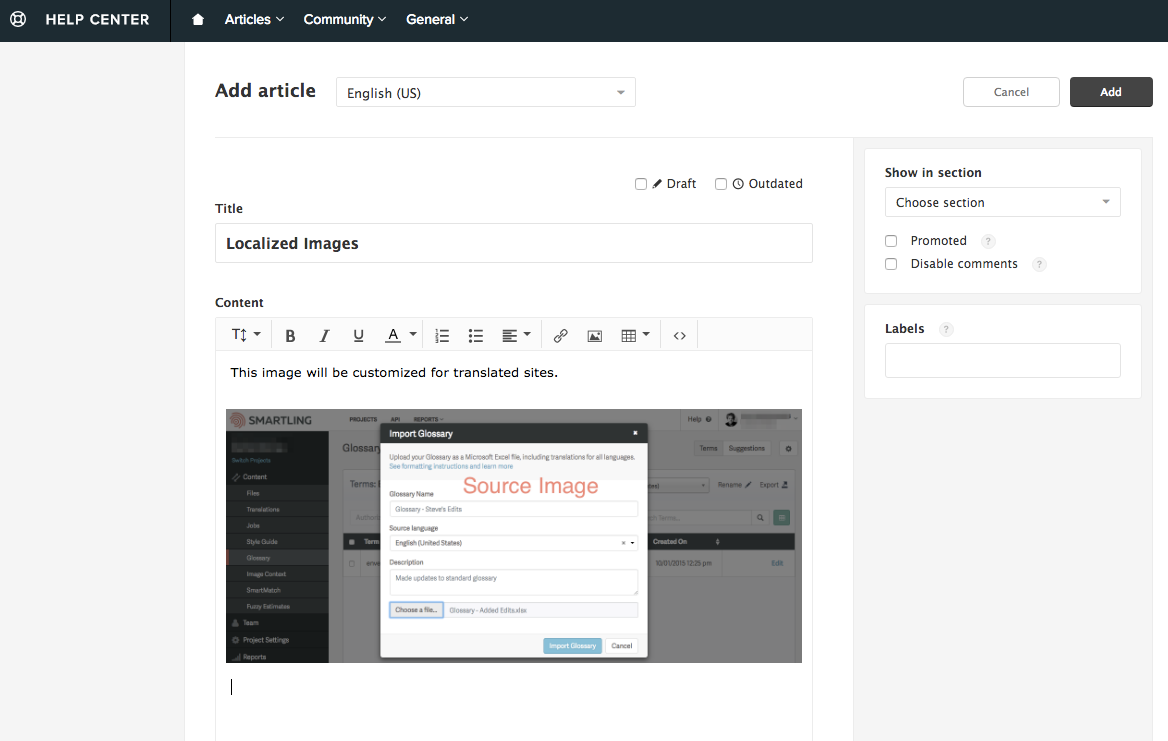 HELP CENTER Articles Community General
Add article English (US) Cancel Add
Draft Outdated
Title
Localized Images
Content
T B I U A
This image will be customized for translated sites.
SMARTLING PROJECTS API REPORTS Help
Switch Projects
Content
Files
Translations
Jobs
Style Guide
Glossary
Image Context
SmartMatch
Fuzzy Estimates
Team
Project Settings
Reports
Glossary
Terms Suggestions
Terms:
Rename Export
Term Created On
10/01/2015 12:25 pm Edit
Import Glossary
Upload your Glossary as a Microsoft Excel file, including translations for all languages.
See formatting instructions and learn more
Source Image
Glossary Name
Glossary - Steve's Edits
Source language
English (United States)
Description
Made updates to standard glossary
Choose a file... Glossary - Added Edits.xlsx
Import Glossary Cancel
Show in section
Choose section
Promoted ?
Disable comments ?
Labels ?